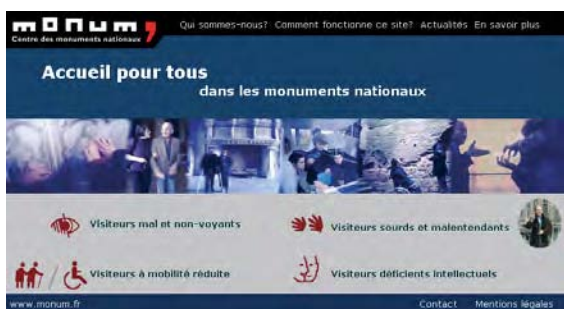 monum,
Centre des monuments nationaux
Qui sommes-nous? Comment fonctionne ce site? Actualités En savoir plus
Accueil pour tous
dans les monuments nationaux
Visiteurs mal et non-voyants
Visiteurs sourds et malentendants
Visiteurs à mobilité réduite
Visiteurs déficients intellectuels
www.monum.fr
Contact Mentions légales